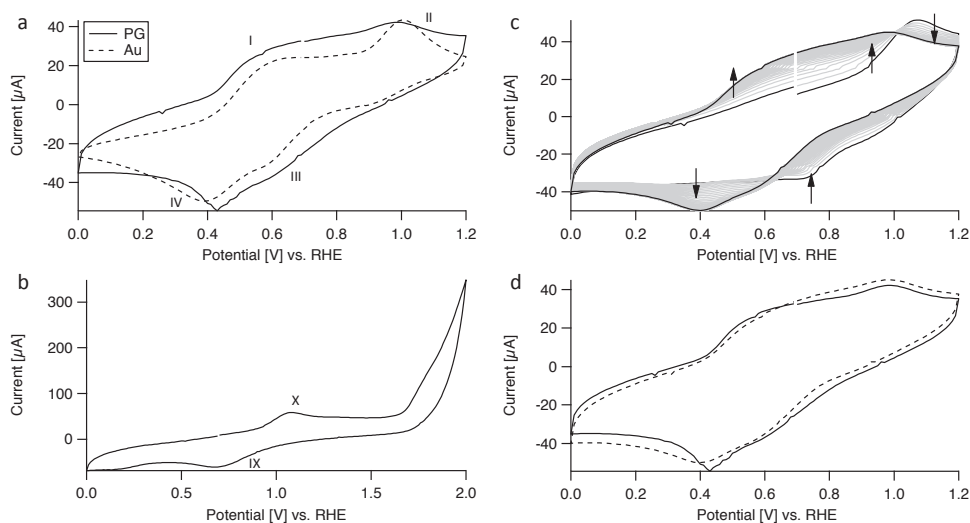 a
PG
Au
I
II
III
IV
40
20
0
-20
-40
Current [µA]
0.0 0.2 0.4 0.6 0.8 1.0 1.2
Potential [V] vs. RHE
b
300
200
100
0
Current [µA]
X
IX
0.0 0.5 1.0 1.5 2.0
Potential [V] vs. RHE
c
40
20
0
-20
-40
Current [µA]
0.0 0.2 0.4 0.6 0.8 1.0 1.2
Potential [V] vs. RHE
d
40
20
0
-20
-40
Current [µA]
0.0 0.2 0.4 0.6 0.8 1.0 1.2
Potential [V] vs. RHE